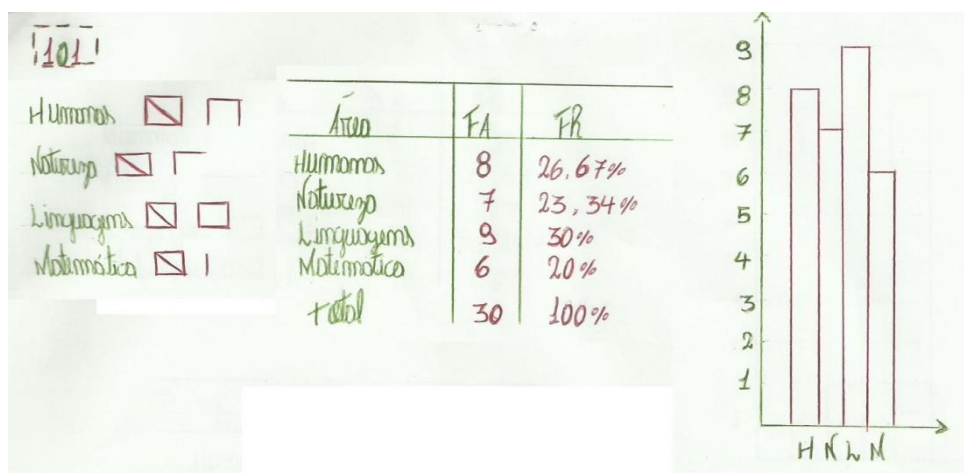 101
Humanas
Natureza
Linguagens
Matemática
Área FA FR
Humanas 8 26,67%
Natureza 7 23,34%
Linguagens 9 30%
Matemática 6 20%
total 30 100%
9
8
7
6
5
4
3
2
1
H N L M